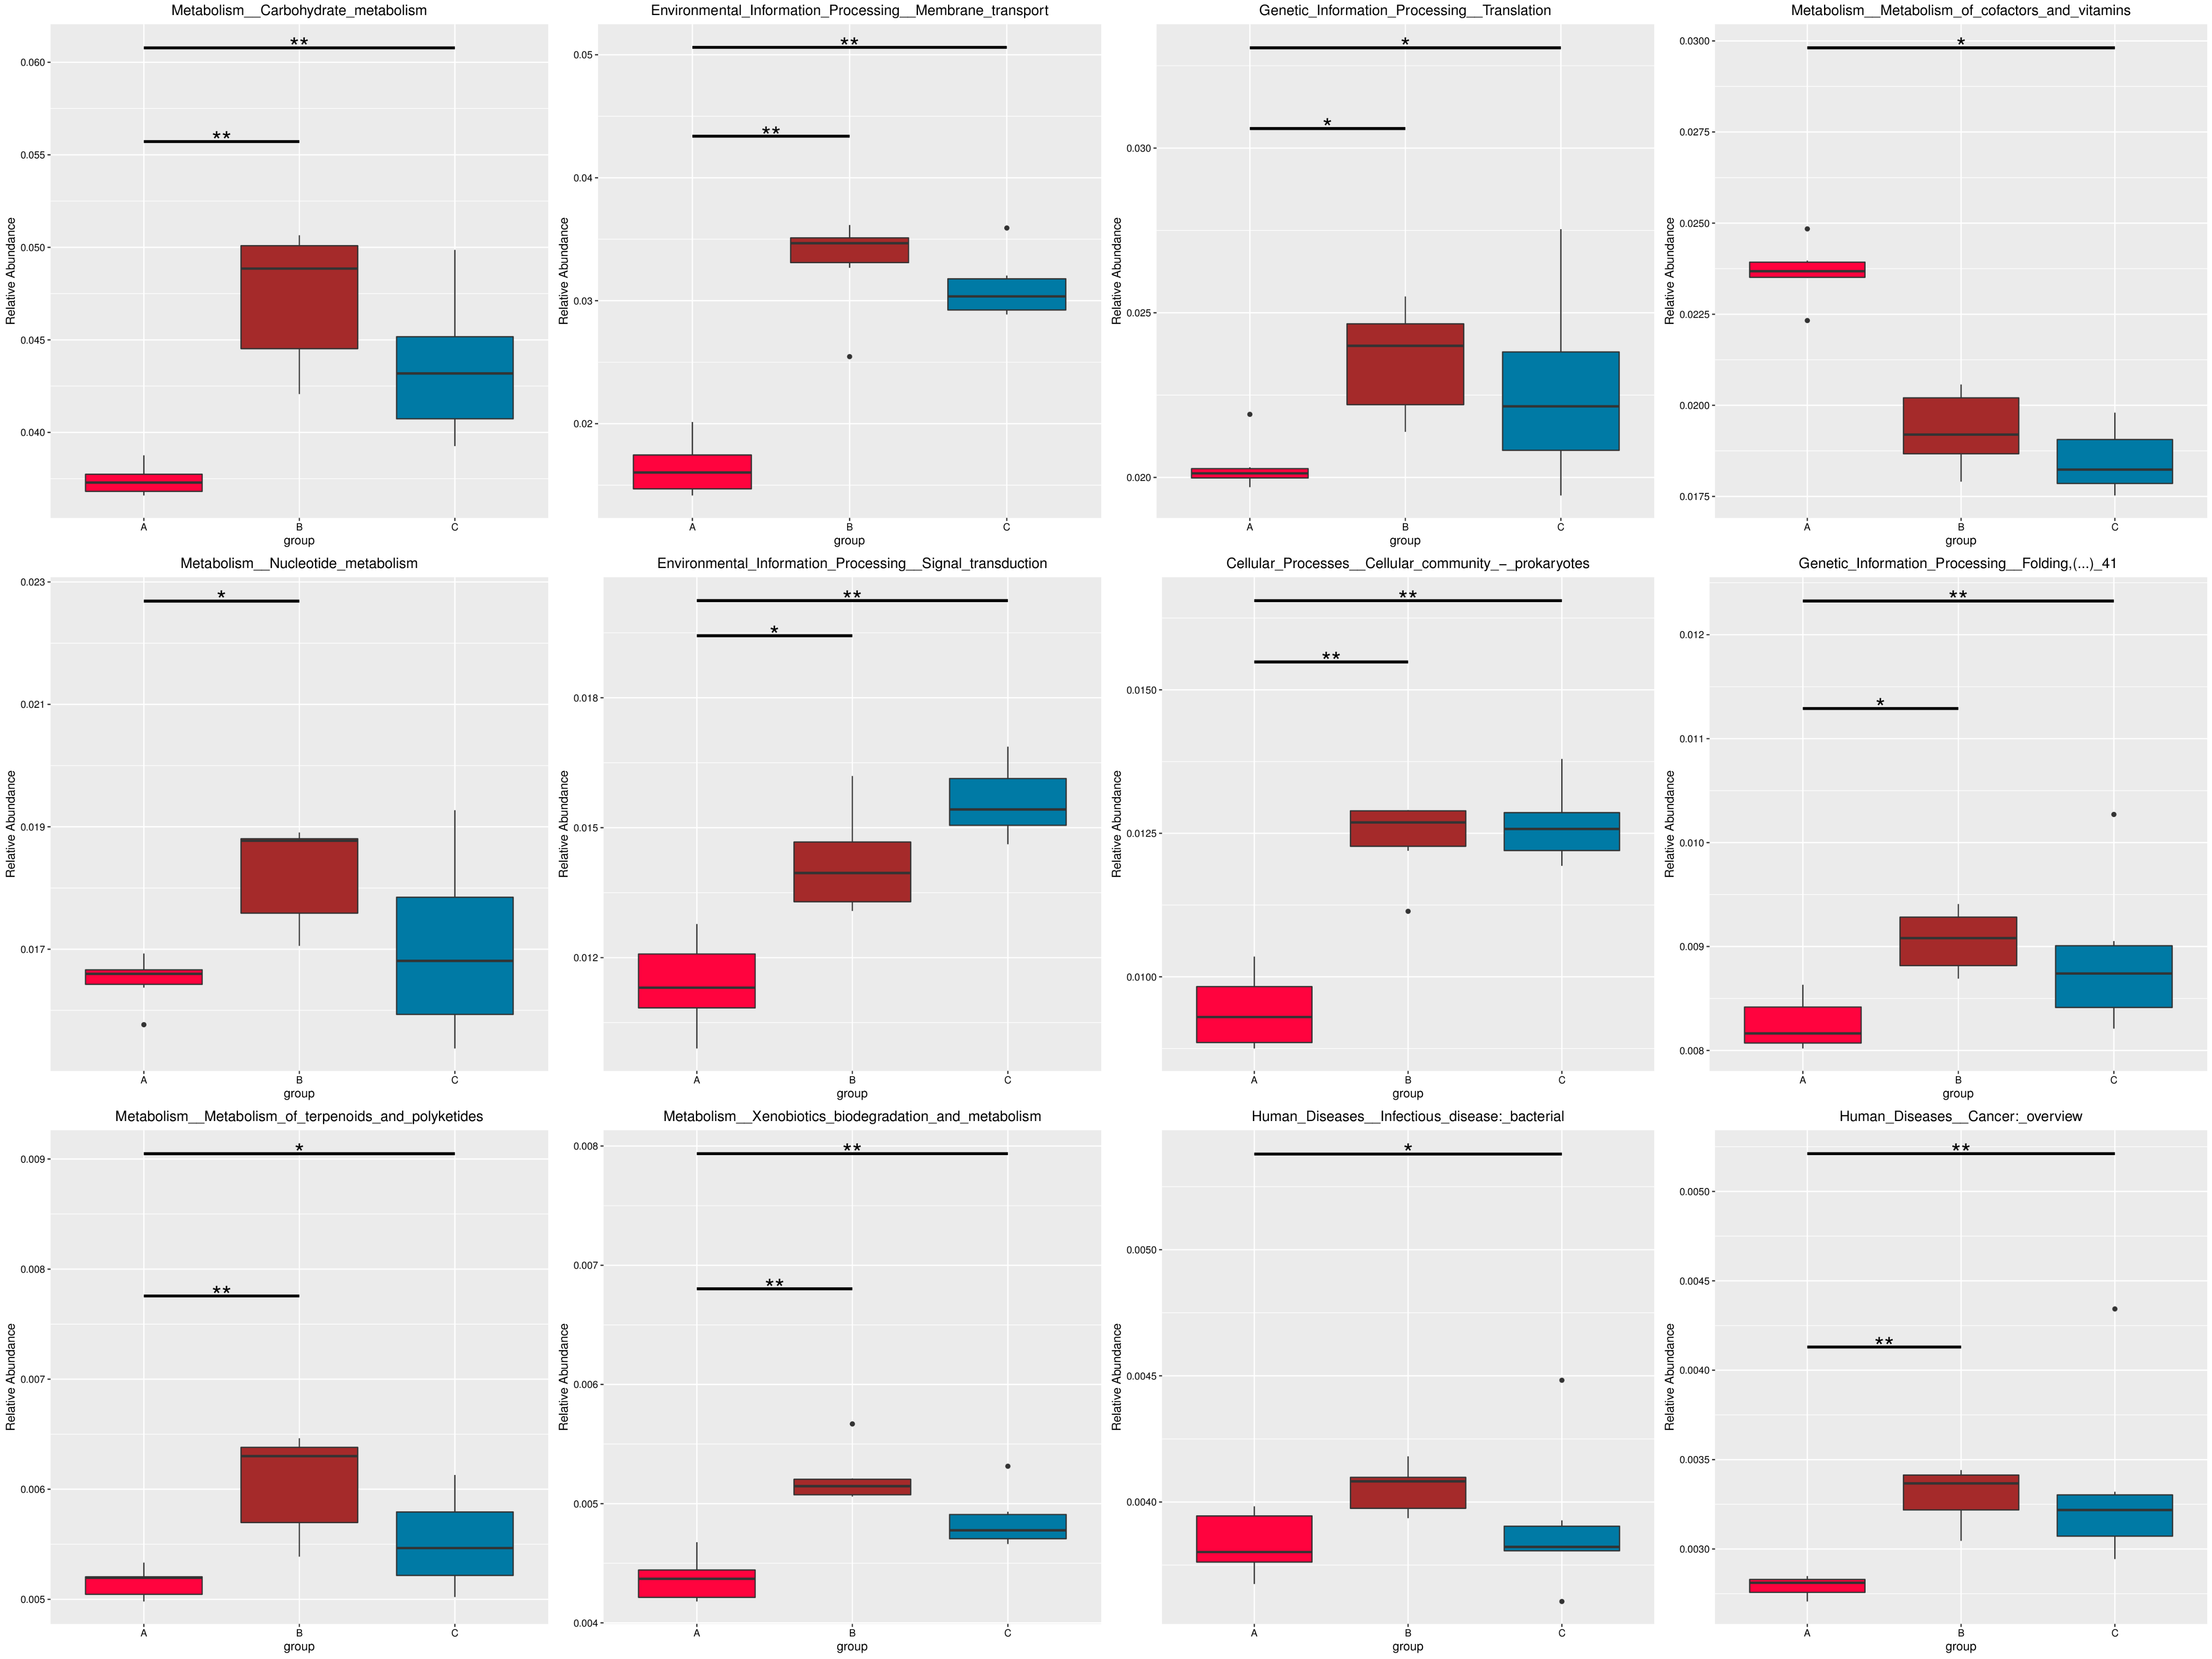 Metabolism__Carbohydrate_metabolism
**
**
0.060
0.055
0.050
0.045
0.040
Relative Abundance
A B C
group
Environmental_Information_Processing__Membrane_transport
**
**
0.05
0.04
0.03
0.02
Relative Abundance
A B C
group
Genetic_Information_Processing__Translation
*
*
0.030
0.025
0.020
Relative Abundance
A B C
group
Metabolism__Metabolism_of_cofactors_and_vitamins
*
0.0300
0.0275
0.0250
0.0225
0.0200
0.0175
Relative Abundance
A B C
group
Metabolism__Nucleotide_metabolism
*
0.023
0.021
0.019
0.017
Relative Abundance
A B C
group
Environmental_Information_Processing__Signal_transduction
**
*
0.018
0.015
0.012
Relative Abundance
A B C
group
Cellular_Processes__Cellular_community_−_prokaryotes
**
**
0.0150
0.0125
0.0100
Relative Abundance
A B C
group
Genetic_Information_Processing__Folding,(...)_41
**
*
0.012
0.011
0.010
0.009
0.008
Relative Abundance
A B C
group
Metabolism__Metabolism_of_terpenoids_and_polyketides
*
**
0.009
0.008
0.007
0.006
0.005
Relative Abundance
A B C
group
Metabolism__Xenobiotics_biodegradation_and_metabolism
**
**
0.008
0.007
0.006
0.005
0.004
Relative Abundance
A B C
group
Human_Diseases__Infectious_disease:_bacterial
*
0.0050
0.0045
0.0040
Relative Abundance
A B C
group
Human_Diseases__Cancer:_overview
**
**
0.0050
0.0045
0.0040
0.0035
0.0030
Relative Abundance
A B C
group